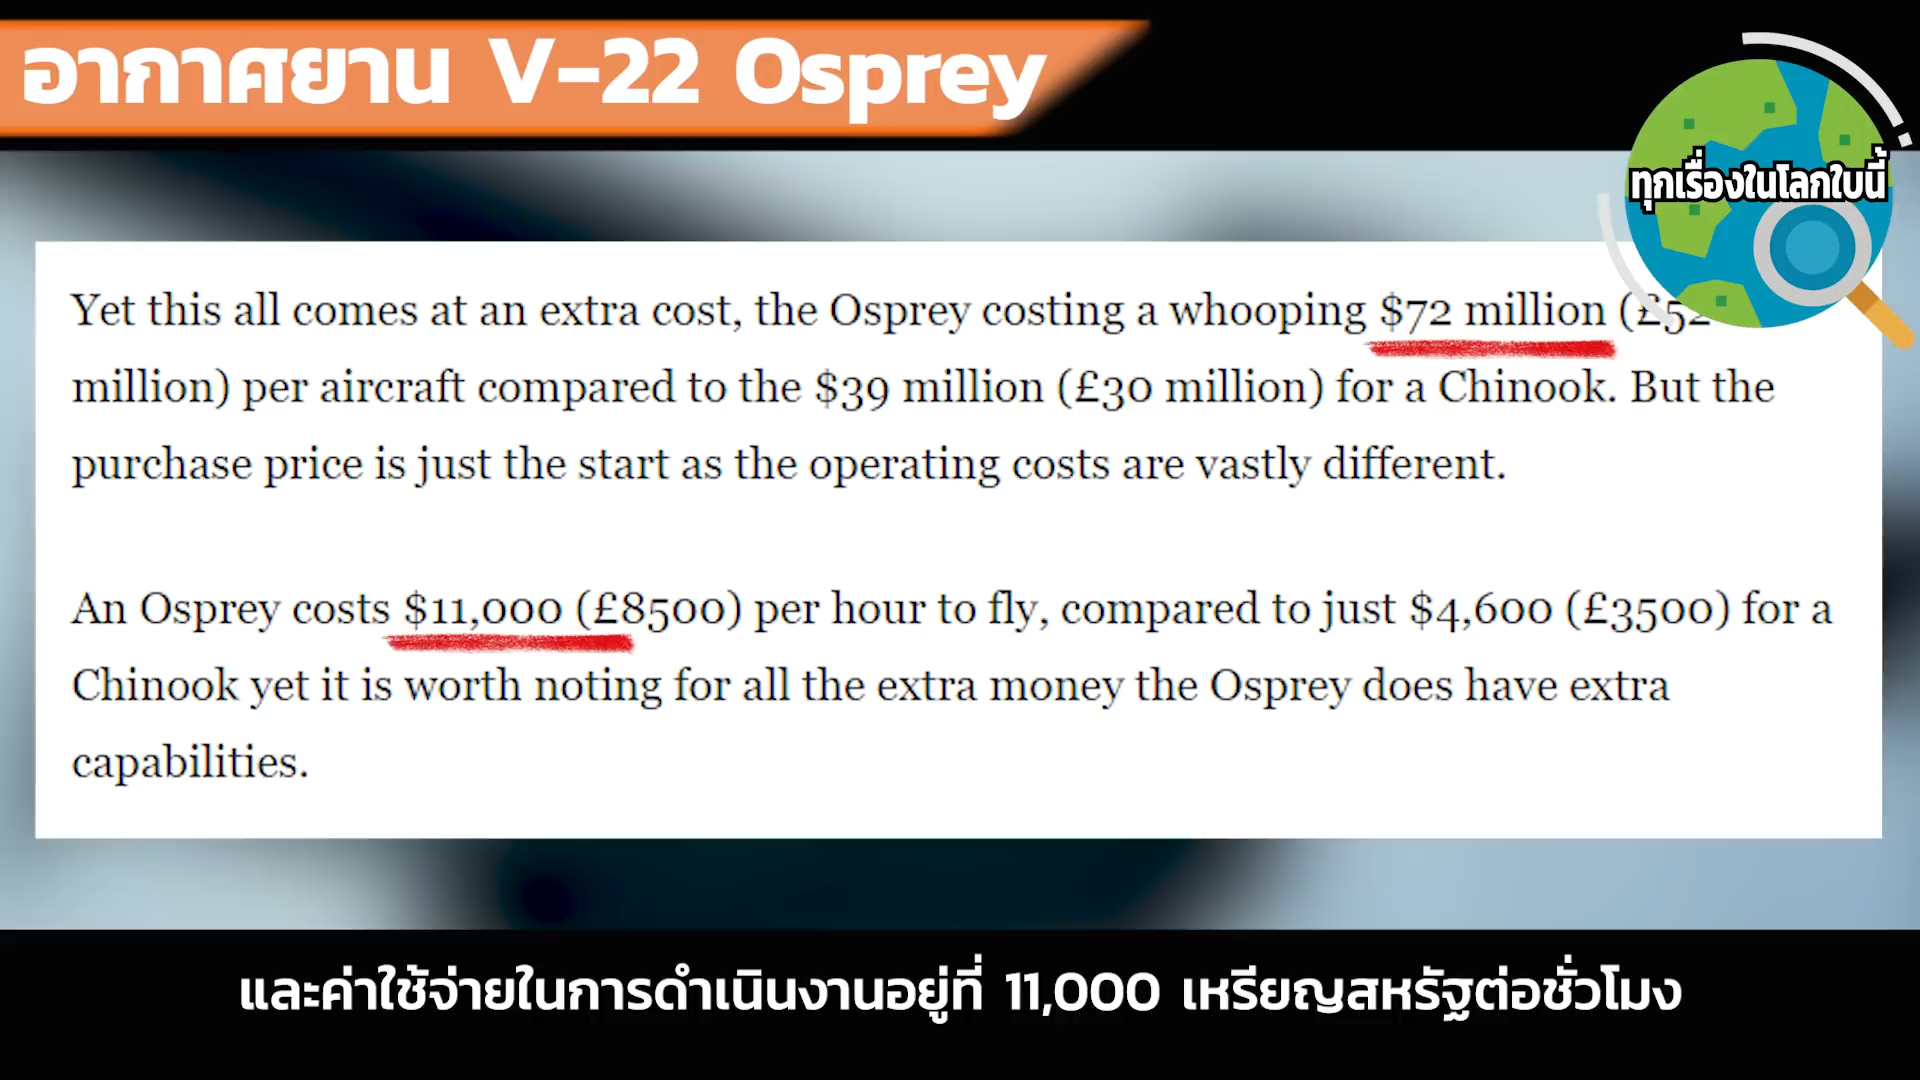 อากาศยาน V-22 Osprey
ทุกเรื่องในโลกใบนี้
Yet this all comes at an extra cost, the Osprey costing a whooping $72 million (£52
million) per aircraft compared to the $39 million (£30 million) for a Chinook. But the
purchase price is just the start as the operating costs are vastly different.
An Osprey costs $11,000 (£8500) per hour to fly, compared to just $4,600 (£3500) for a
Chinook yet it is worth noting for all the extra money the Osprey does have extra
capabilities.
และค่าใช้จ่ายในการดำเนินงานอยู่ที่ 11,000 เหรียญสหรัฐต่อชั่วโมง